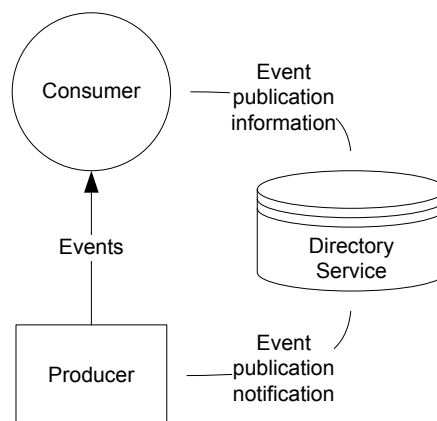 Consumer
Event
publication
information
Directory
Service
Events
Producer
Event
publication
notification